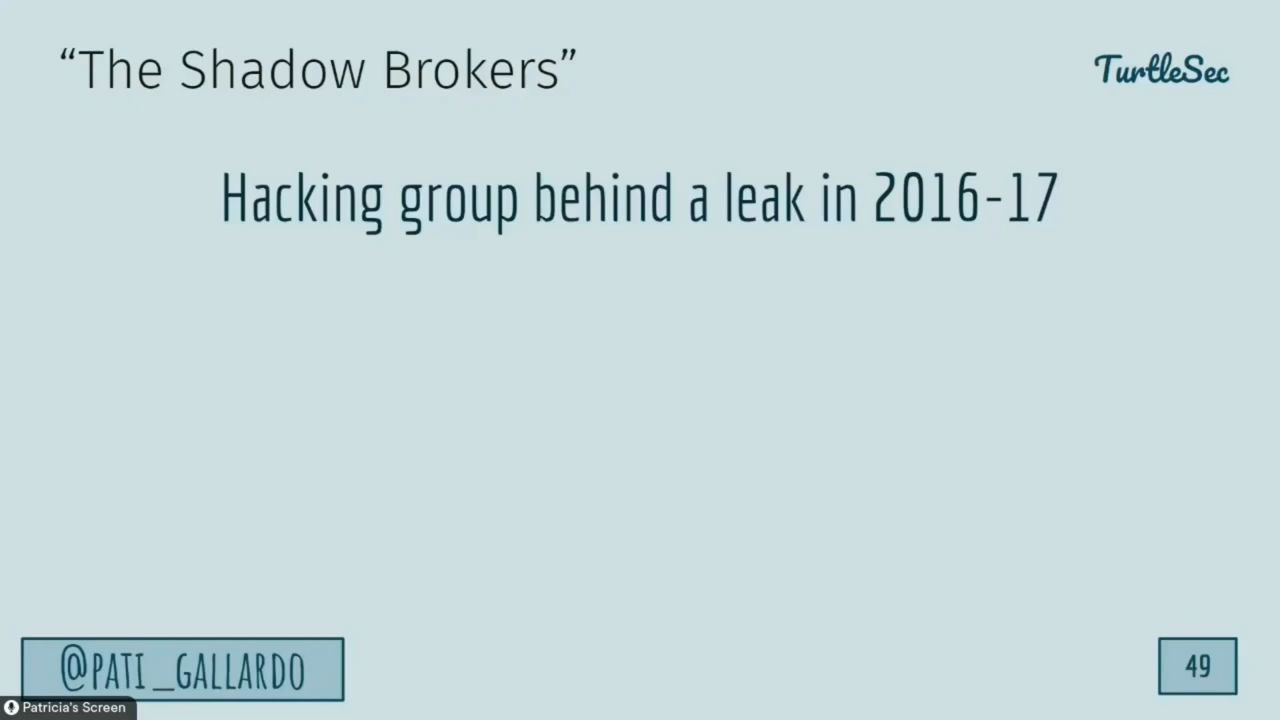 “The Shadow Brokers”
TurtleSec
Hacking group behind a leak in 2016-17
@PATI_GALLARDO
49
Patricia's Screen